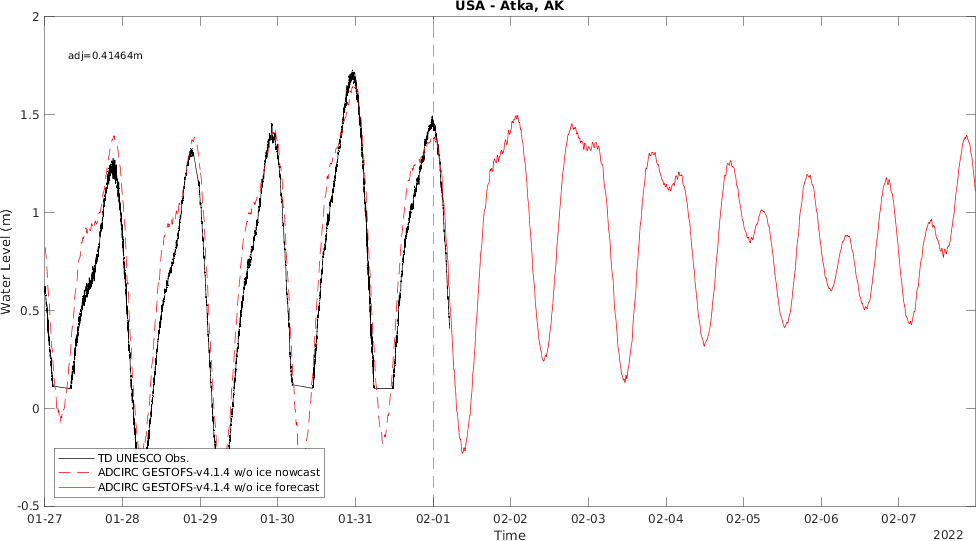 USA - Atka, AK
adj=0.41464m
Water Level (m)
2
1.5
1
0.5
0
-0.5
TD UNESCO Obs.
ADCIRC GESTOFS-v4.1.4 w/o ice nowcast
ADCIRC GESTOFS-v4.1.4 w/o ice forecast
01-27 01-28 01-29 01-30 01-31 02-01 02-02 02-03 02-04 02-05 02-06 02-07
Time
2022